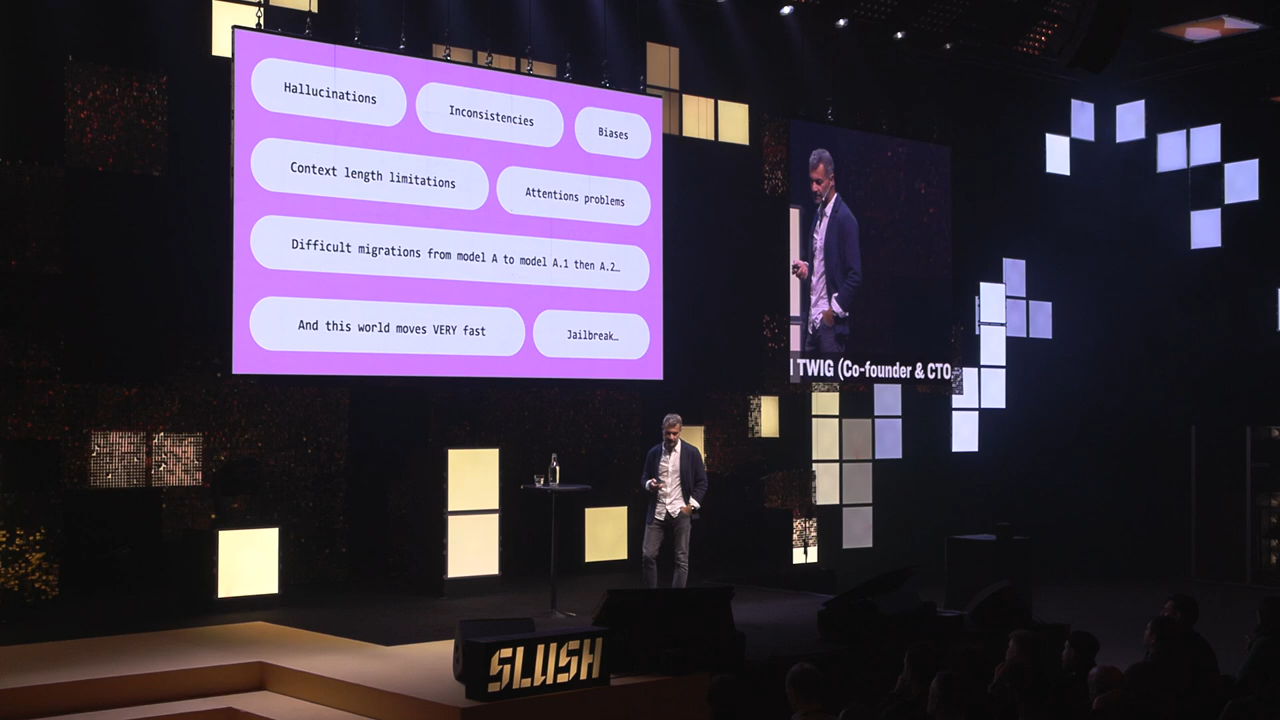 Hallucinations
Inconsistencies
Biases
Context length limitations
Attentions problems
Difficult migrations from model A to model A.1 then A.2…
And this world moves VERY fast
Jailbreak…
TWIG (Co-founder & CTO
SLUSH